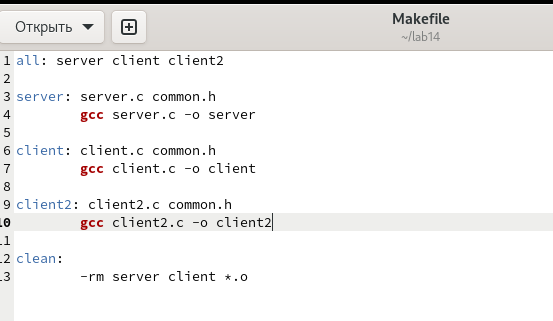 Открыть
Makefile
~/lab14
1 all: server client client2
2
3 server: server.c common.h
4 gcc server.c -o server
5
6 client: client.c common.h
7 gcc client.c -o client
8
9 client2: client2.c common.h
10 gcc client2.c -o client2
11
12 clean:
13 -rm server client *.o